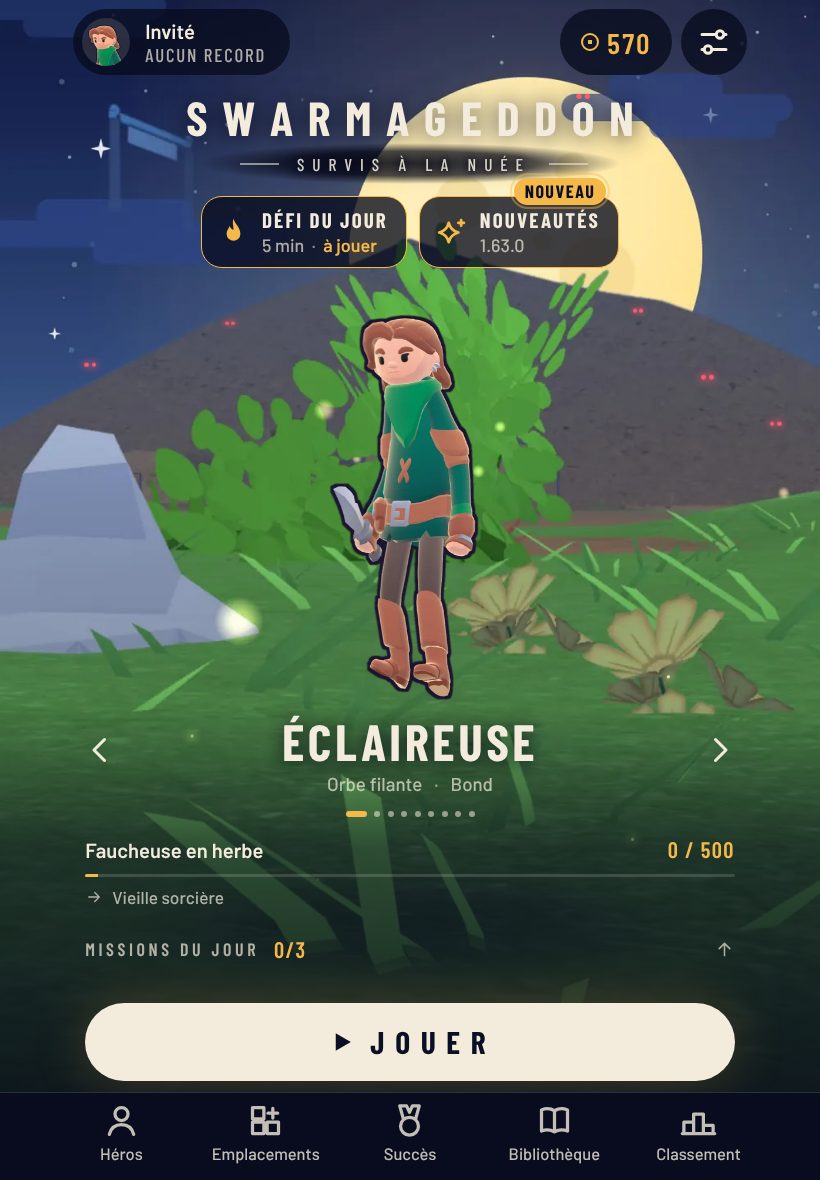 Invité
AUCUN RECORD
570
SWARMAGEDDÖN
SURVIS À LA NUÉE
NOUVEAU
DÉFI DU JOUR
5 min · à jouer
NOUVEAUTÉS
1.63.0
ÉCLAIREUSE
Orbe filante · Bond
Faucheuse en herbe
0 / 500
→ Vieille sorcière
MISSIONS DU JOUR 0/3
JOUER
Héros
Emplacements
Succès
Bibliothèque
Classement